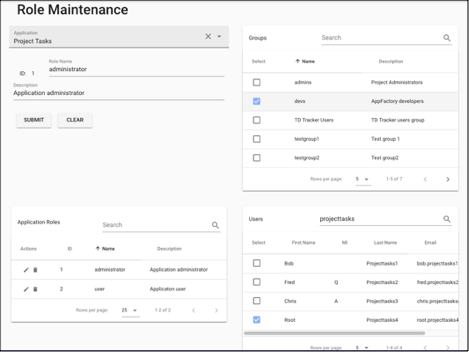 Role Maintenance
Application
Project Tasks
ID: 1
Role Name
administrator
Description
Application administrator
SUBMIT CLEAR
Groups
Search
Select Name Description
admins Project Administrators
devs AppFactory developers
TD Tracker Users TD Tracker users group
testgroup1 Test group 1
testgroup2 Test group2
Rows per page: 5 1-5 of 7
Application Roles
Search
Actions ID Name Description
1 administrator Application administrator
2 user Applicaton user
Rows per page: 25 1-2 of 2
Users
projecttasks
Select First Name MI Last Name Email
Bob Projecttasks1 bob.projecttasks1
Fred Q Projecttasks2 fred.projecttasks2
Chris A Projecttasks3 chris.projecttasks
Root Projecttasks4 root.projecttasks4
Rows per page: 5 1-4 of 4